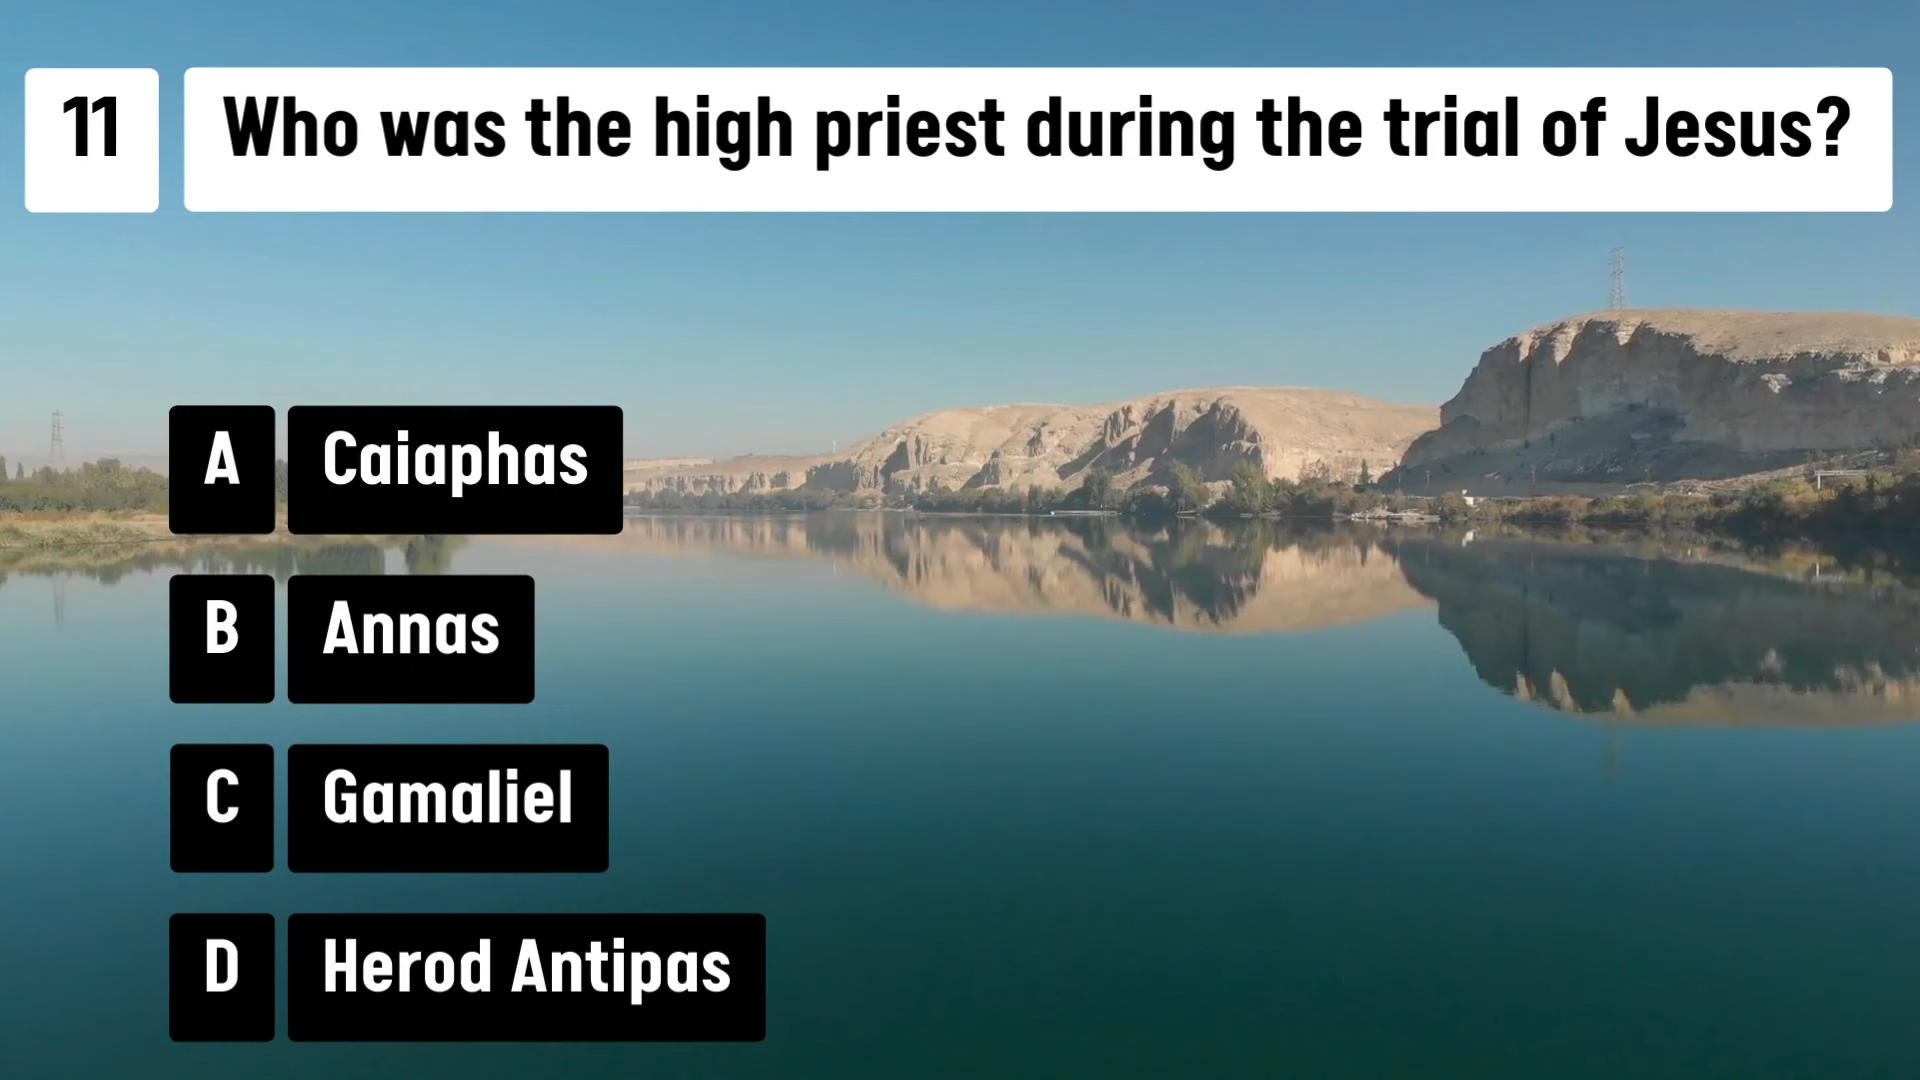 11
Who was the high priest during the trial of Jesus?
A
Caiaphas
B
Annas
C
Gamaliel
D
Herod Antipas